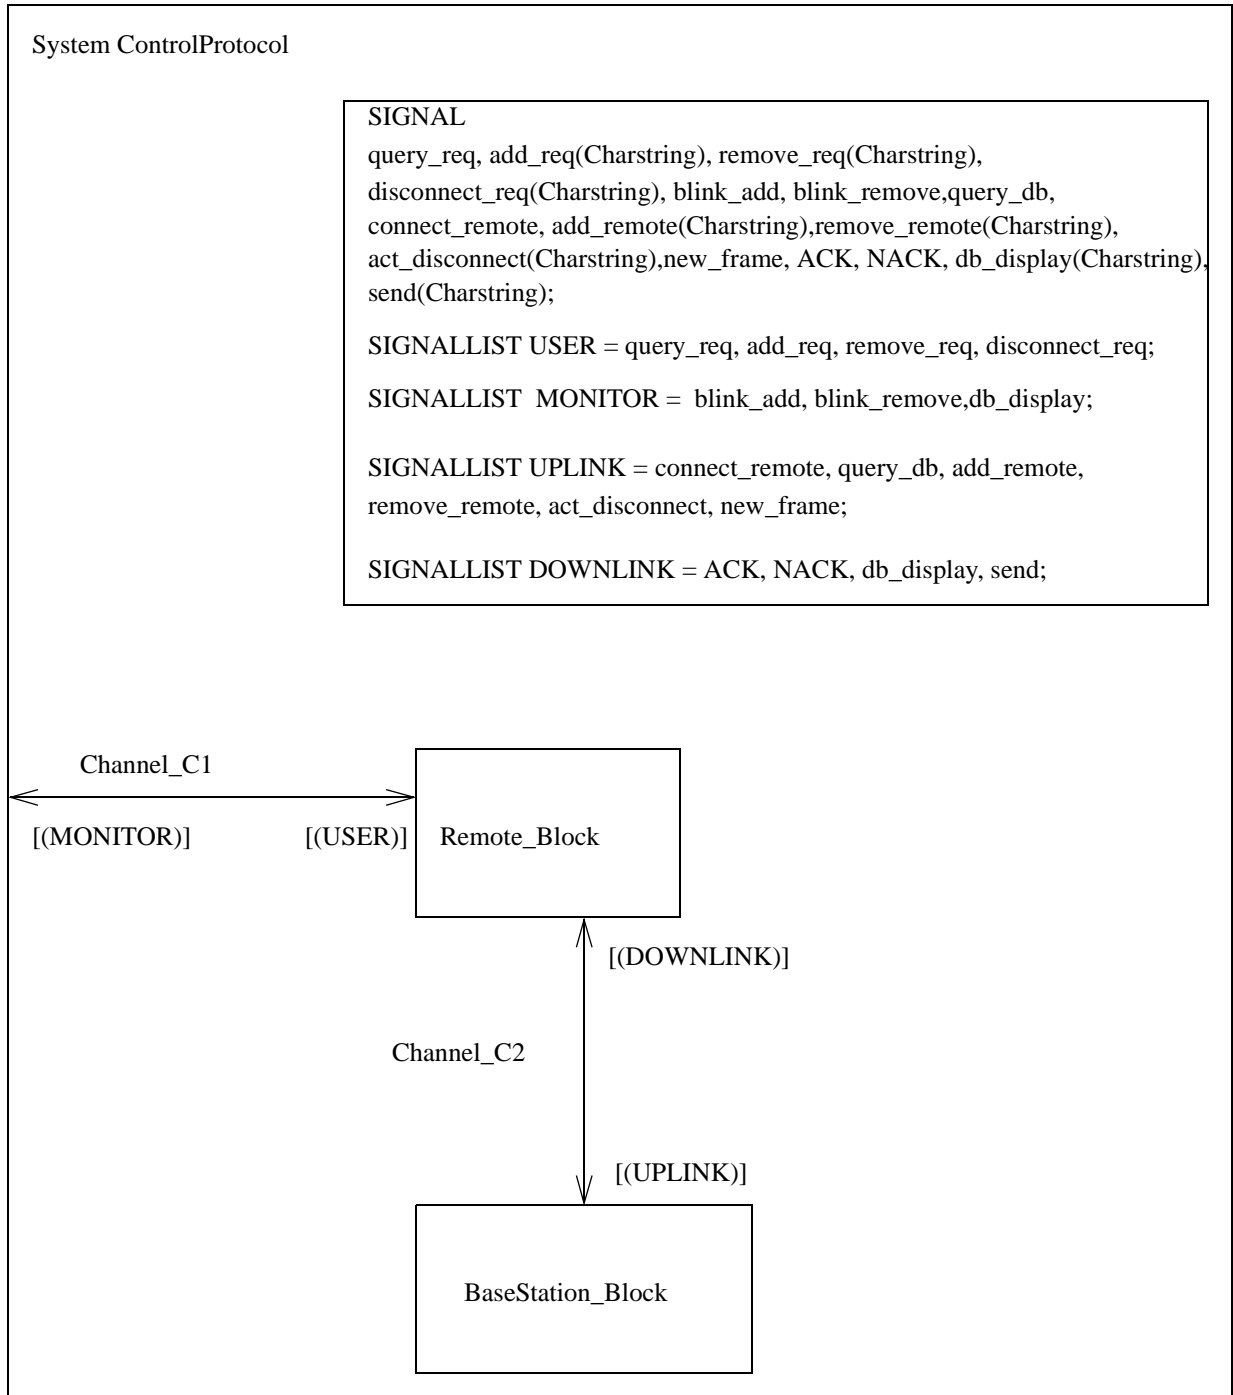 System ControlProtocol
SIGNAL
query_req, add_req(Charstring), remove_req(Charstring),
disconnect_req(Charstring), blink_add, blink_remove,query_db,
connect_remote, add_remote(Charstring),remove_remote(Charstring),
act_disconnect(Charstring),new_frame, ACK, NACK, db_display(Charstring),
send(Charstring);
SIGNALLIST USER = query_req, add_req, remove_req, disconnect_req;
SIGNALLIST  MONITOR =  blink_add, blink_remove,db_display;
SIGNALLIST UPLINK = connect_remote, query_db, add_remote,
remove_remote, act_disconnect, new_frame;
SIGNALLIST DOWNLINK = ACK, NACK, db_display, send;
Channel_C1
[(MONITOR)] [(USER)] Remote_Block
[(DOWNLINK)]
Channel_C2
[(UPLINK)]
BaseStation_Block